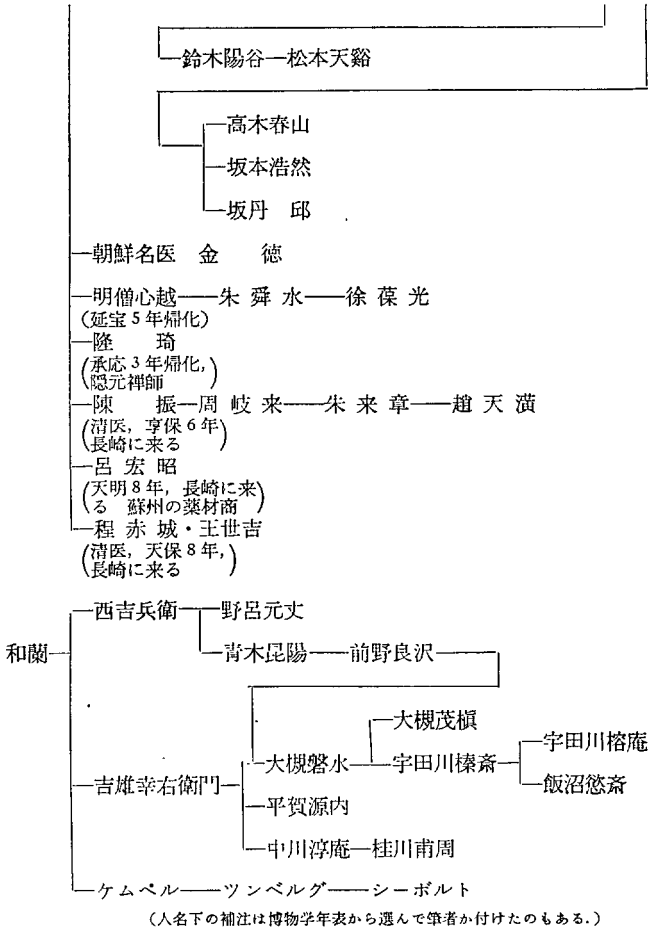 鈴木陽谷―松本天谿
高木春山
坂本浩然
坂丹　邱
朝鮮名医　金　徳
明僧心越――朱舜水――徐葆光
(延宝5年帰化)
隆　琦
(承応3年帰化,
隠元禅師)
陳　振―周岐来――朱来章――趙天潢
(清医, 享保6年
長崎に来る)
呂宏昭
(天明8年, 長崎に来
る　蘇州の薬材商)
程赤城・王世吉
(清医, 天保8年,
長崎に来る)
西吉兵衛　野呂元丈
和蘭　青木昆陽――前野良沢
大槻茂槙
宇田川榕庵
大槻磐水――宇田川榛斎
吉雄幸右衛門　飯沼慾斎
平賀源内
中川淳庵―桂川甫周
ケムペル――ツンベルグ――シーボルト
(人名下の補注は博物学年表から選んで筆者か付けたのもある.)